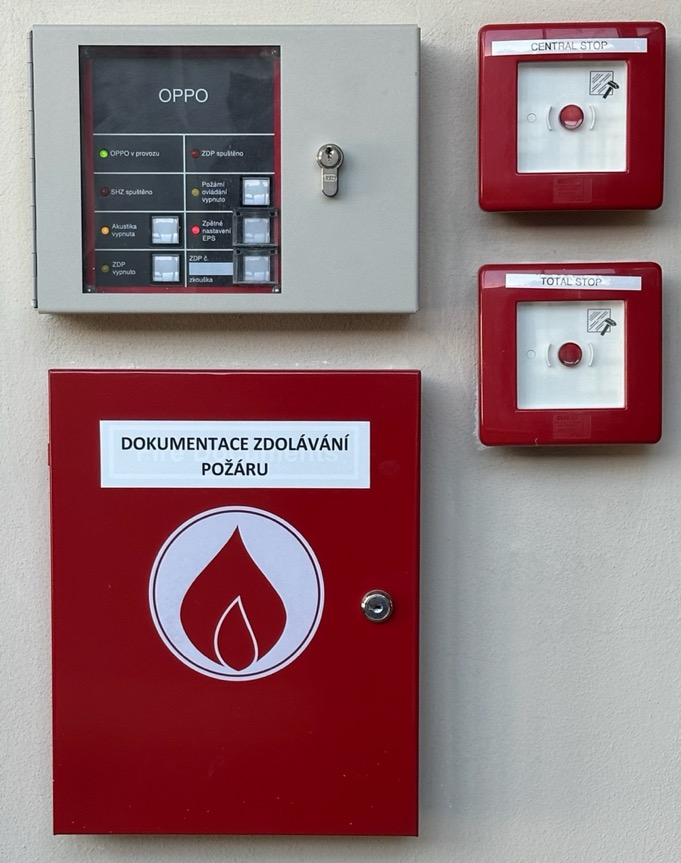 OPPO
OPPO v provozu
ZDP spuštěno
SHZ spuštěno
Požární
ovládání
vypnuto
Akustika
vypnuta
Zpětné
nastavení
EPS
ZDP
vypnuto
ZDP č.
zkouška
CENTRAL STOP
TOTAL STOP
DOKUMENTACE ZDOLÁVÁNÍ
POŽÁRU